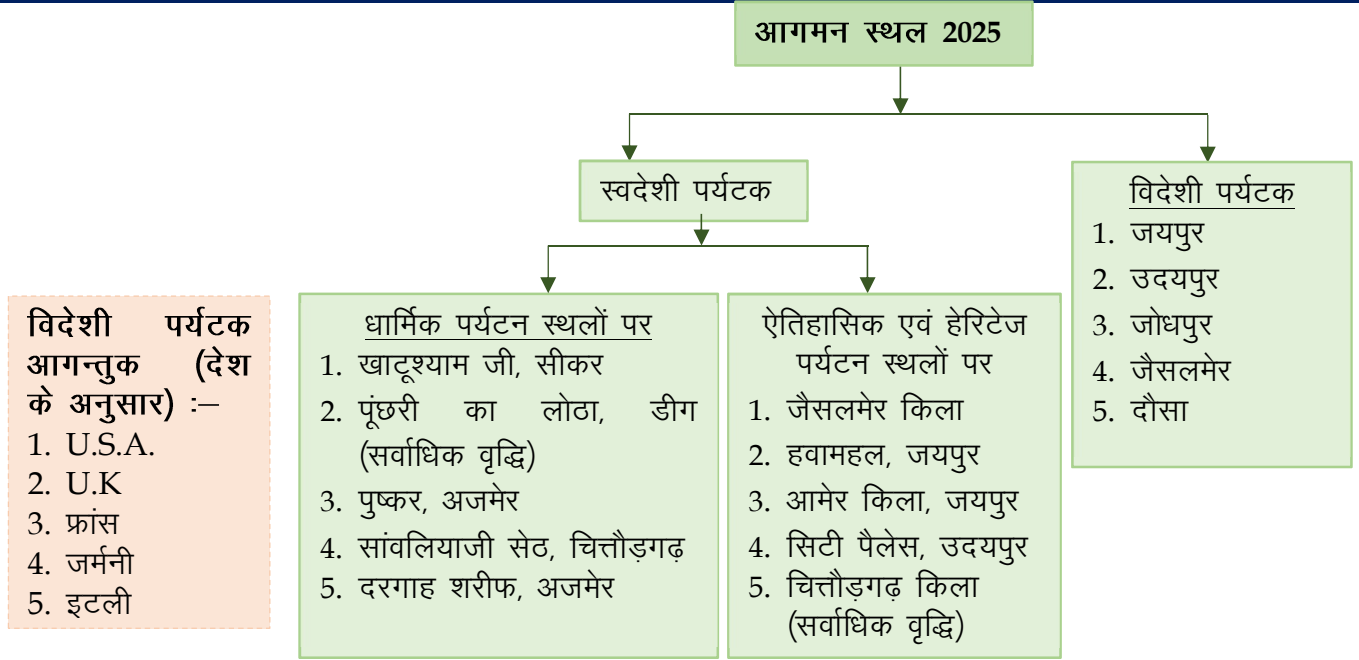 आगमन स्थल 2025
स्वदेशी पर्यटक
विदेशी पर्यटक
1. जयपुर
2. उदयपुर
3. जोधपुर
4. जैसलमेर
5. दौसा
विदेशी पर्यटक
आगन्तुक (देश
के अनुसार) :–
1. U.S.A.
2. U.K
3. फ्रांस
4. जर्मनी
5. इटली
धार्मिक पर्यटन स्थलों पर
1. खाटूश्याम जी, सीकर
2. पूंछरी का लोठा, डीग
(सर्वाधिक वृद्धि)
3. पुष्कर, अजमेर
4. सांवलियाजी सेठ, चित्तौड़गढ़
5. दरगाह शरीफ, अजमेर
ऐतिहासिक एवं हेरिटेज
पर्यटन स्थलों पर
1. जैसलमेर किला
2. हवामहल, जयपुर
3. आमेर किला, जयपुर
4. सिटी पैलेस, उदयपुर
5. चित्तौड़गढ़ किला
(सर्वाधिक वृद्धि)